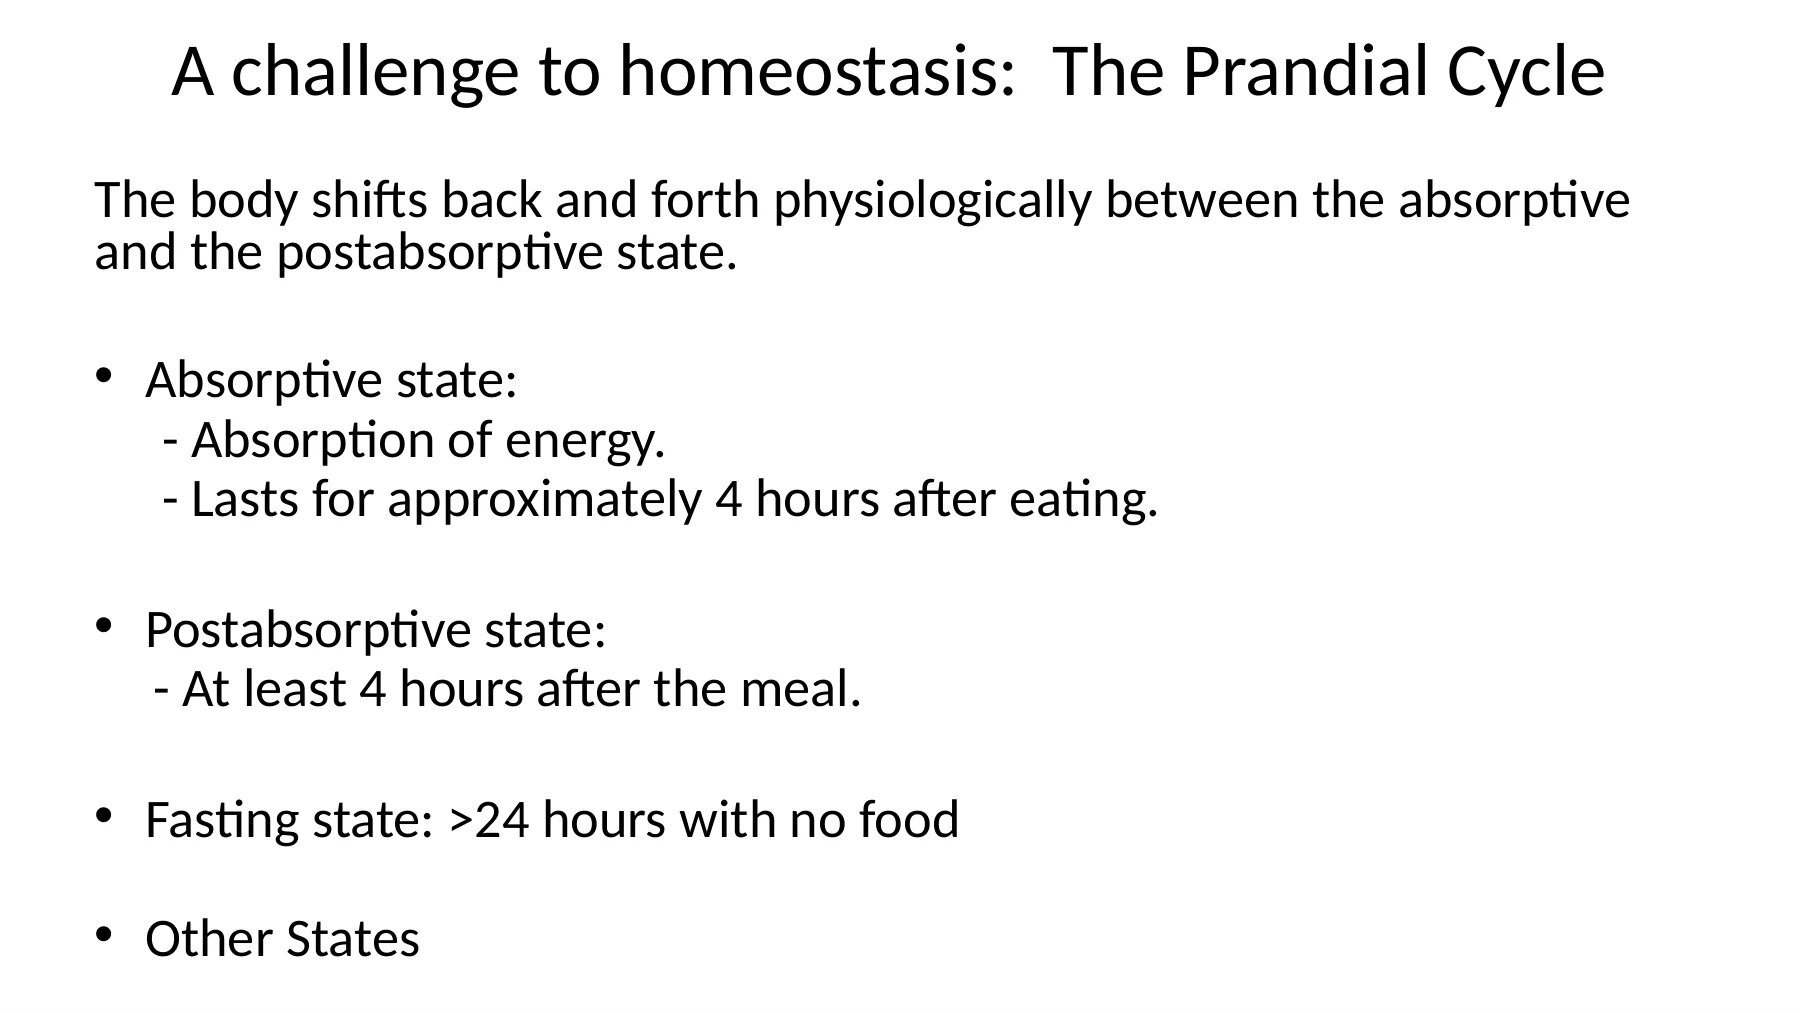 A challenge to homeostasis:  The Prandial Cycle
The body shifts back and forth physiologically between the absorptive
and the postabsorptive state.
• Absorptive state:
- Absorption of energy.
- Lasts for approximately 4 hours after eating.
• Postabsorptive state:
- At least 4 hours after the meal.
• Fasting state: >24 hours with no food
• Other States